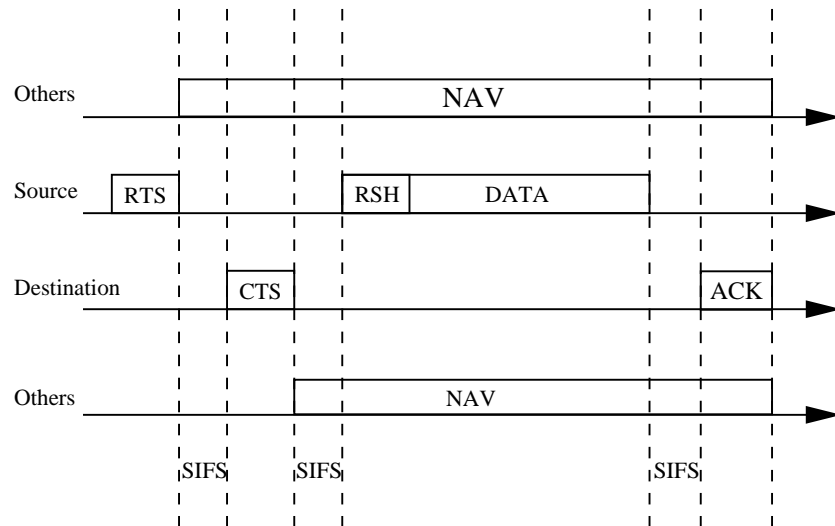 Others
NAV
Source
RTS
RSH
DATA
Destination
CTS
ACK
Others
NAV
SIFS
SIFS
SIFS